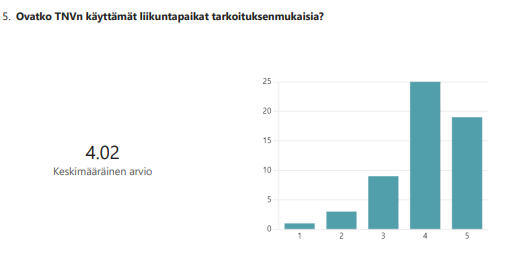 5. Ovatko TNVn käyttämät liikuntapaikat tarkoituksenmukaisia?
4.02
Keskimääräinen arvio
25
20
15
10
5
0
1 2 3 4 5